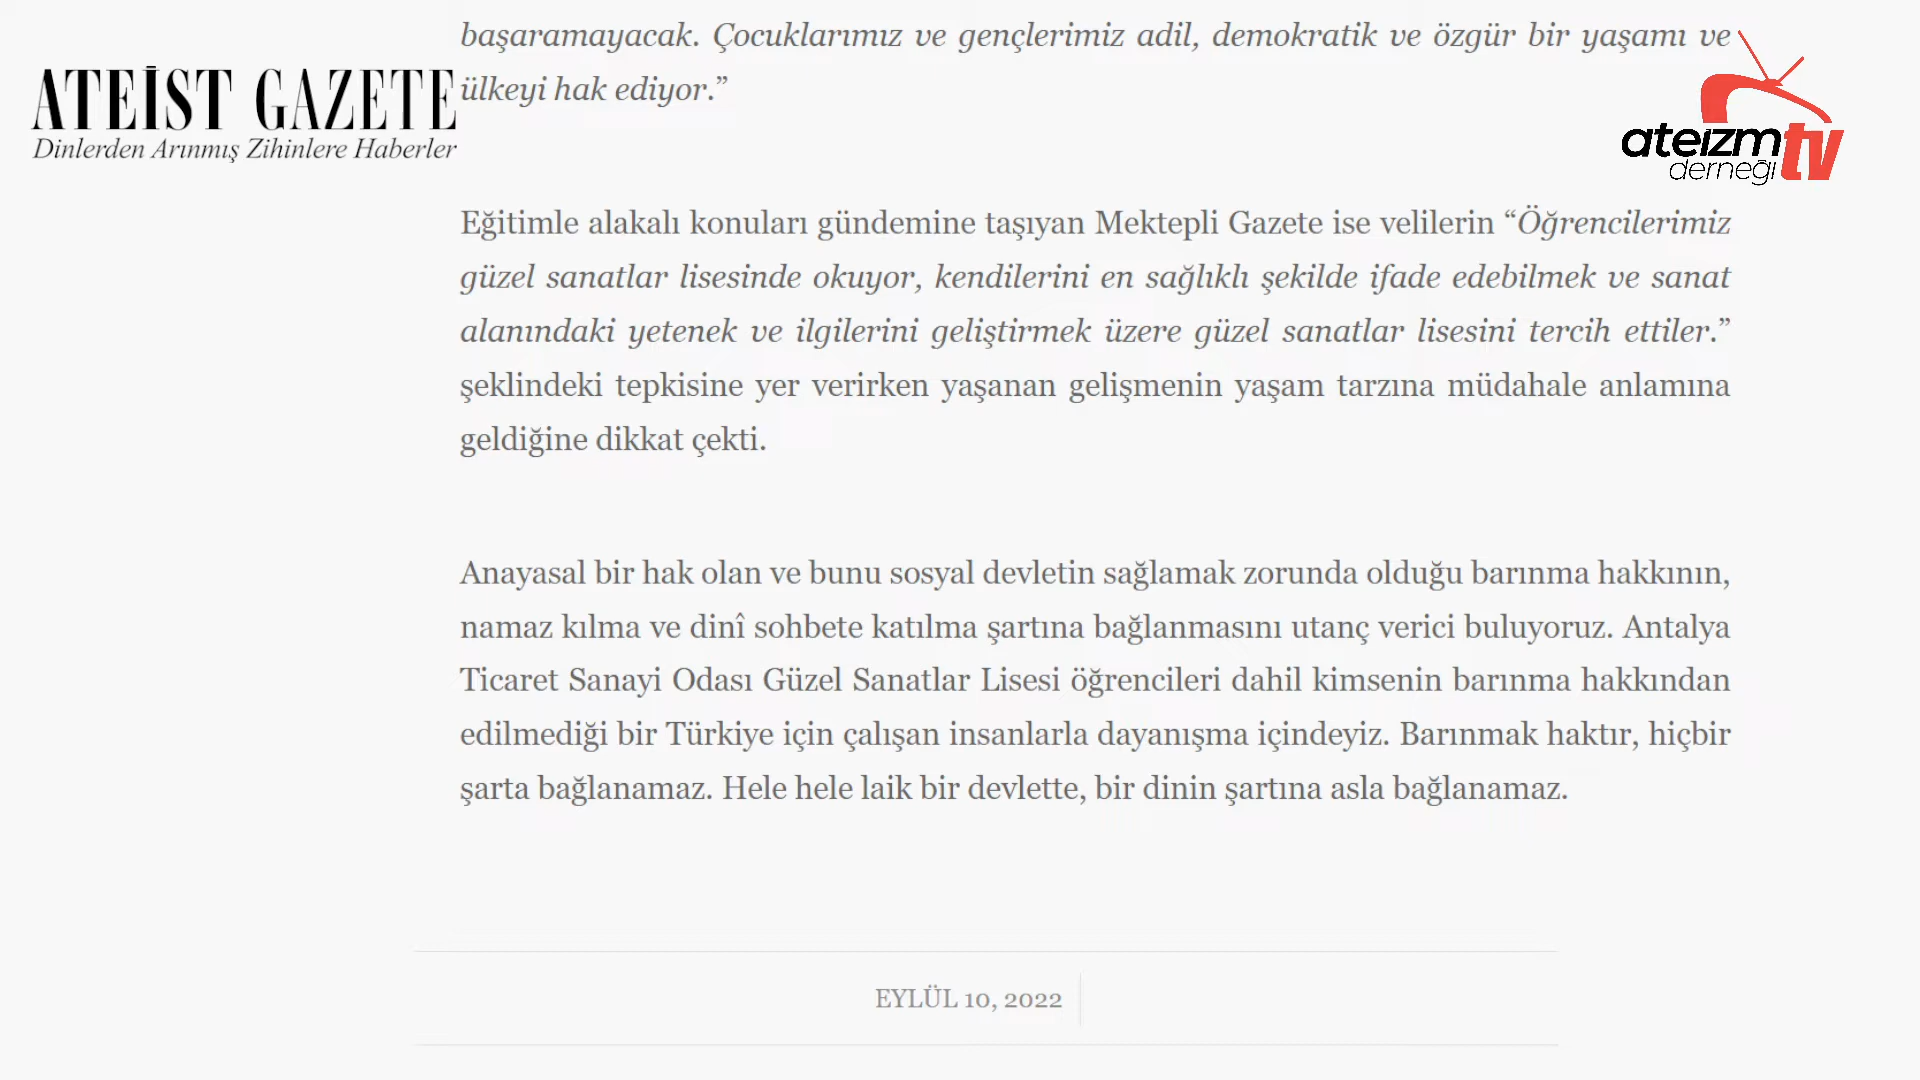 başaramayacak. Çocuklarımız ve gençlerimiz adil, demokratik ve özgür bir yaşamı ve
ülkeyi hak ediyor.”
ATEİST GAZETE
Dinlerden Arınmış Zihinlere Haberler
ateizm
derneği
tv
Eğitimle alakalı konuları gündemine taşıyan Mektepli Gazete ise velilerin “Öğrencilerimiz
güzel sanatlar lisesinde okuyor, kendilerini en sağlıklı şekilde ifade edebilmek ve sanat
alanındaki yetenek ve ilgilerini geliştirmek üzere güzel sanatlar lisesini tercih ettiler.”
şeklindeki tepkisine yer verirken yaşanan gelişmenin yaşam tarzına müdahale anlamına
geldiğine dikkat çekti.
Anayasal bir hak olan ve bunu sosyal devletin sağlamak zorunda olduğu barınma hakkının,
namaz kılma ve dinî sohbete katılma şartına bağlanmasını utanç verici buluyoruz. Antalya
Ticaret Sanayi Odası Güzel Sanatlar Lisesi öğrencileri dahil kimsenin barınma hakkından
edilmediği bir Türkiye için çalışan insanlarla dayanışma içindeyiz. Barınmak haktır, hiçbir
şarta bağlanamaz. Hele hele laik bir devlette, bir dinin şartına asla bağlanamaz.
EYLÜL 10, 2022